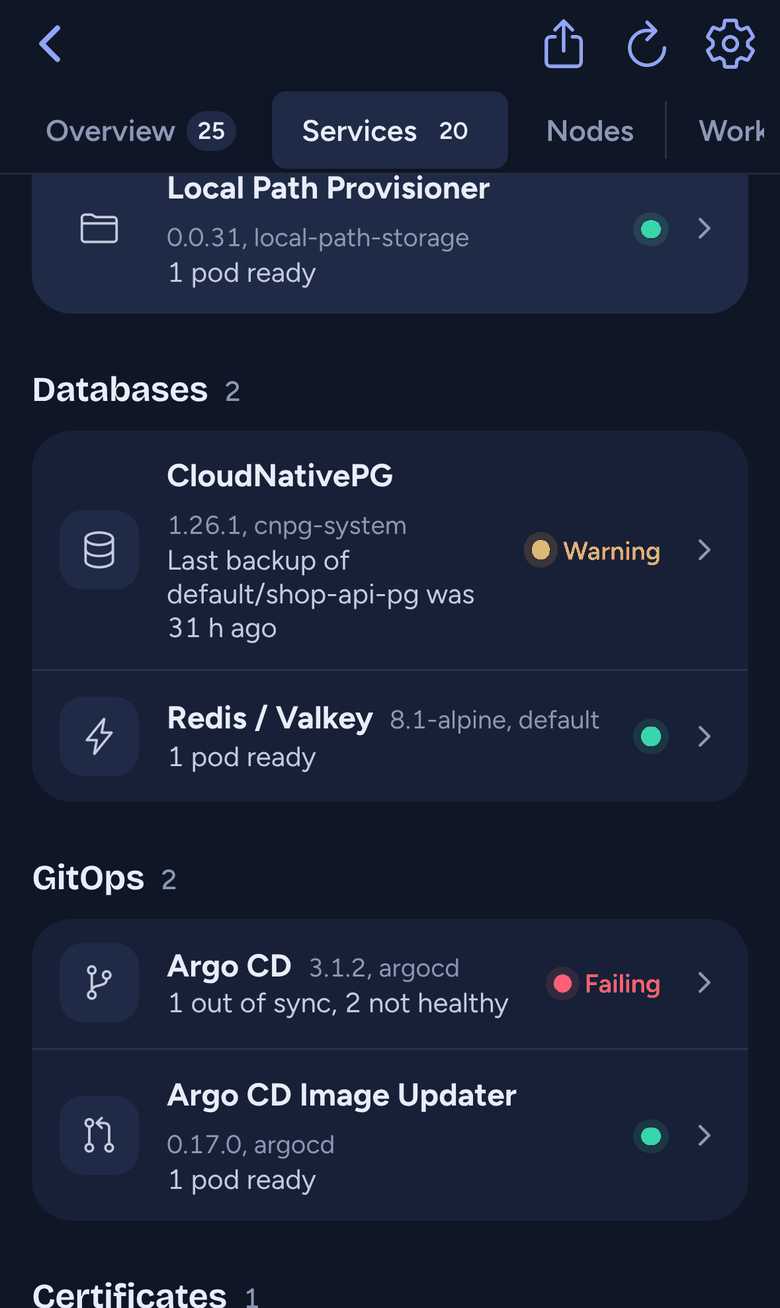 Overview 25 Services 20 Nodes Work
Local Path Provisioner
0.0.31, local-path-storage
1 pod ready
Databases 2
CloudNativePG
1.26.1, cnpg-system
Last backup of
default/shop-api-pg was
31 h ago
Warning
Redis / Valkey 8.1-alpine, default
1 pod ready
GitOps 2
Argo CD 3.1.2, argocd
1 out of sync, 2 not healthy
Failing
Argo CD Image Updater
0.17.0, argocd
1 pod ready
Certificates 1